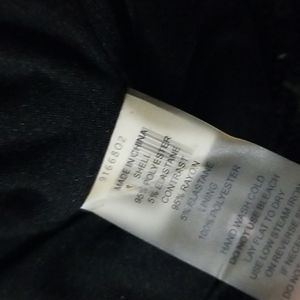 9166802
MADE IN CHINA
SHELL
95% POLYESTER
5% ELASTANE
CONTRAST
95% RAYON
5% ELASTANE
LINING
100% POLYESTER
HAND WASH COLD
DO NOT USE BLEACH
LAY FLAT TO DRY
USE LOW STEAM IRON
ON REVERSE